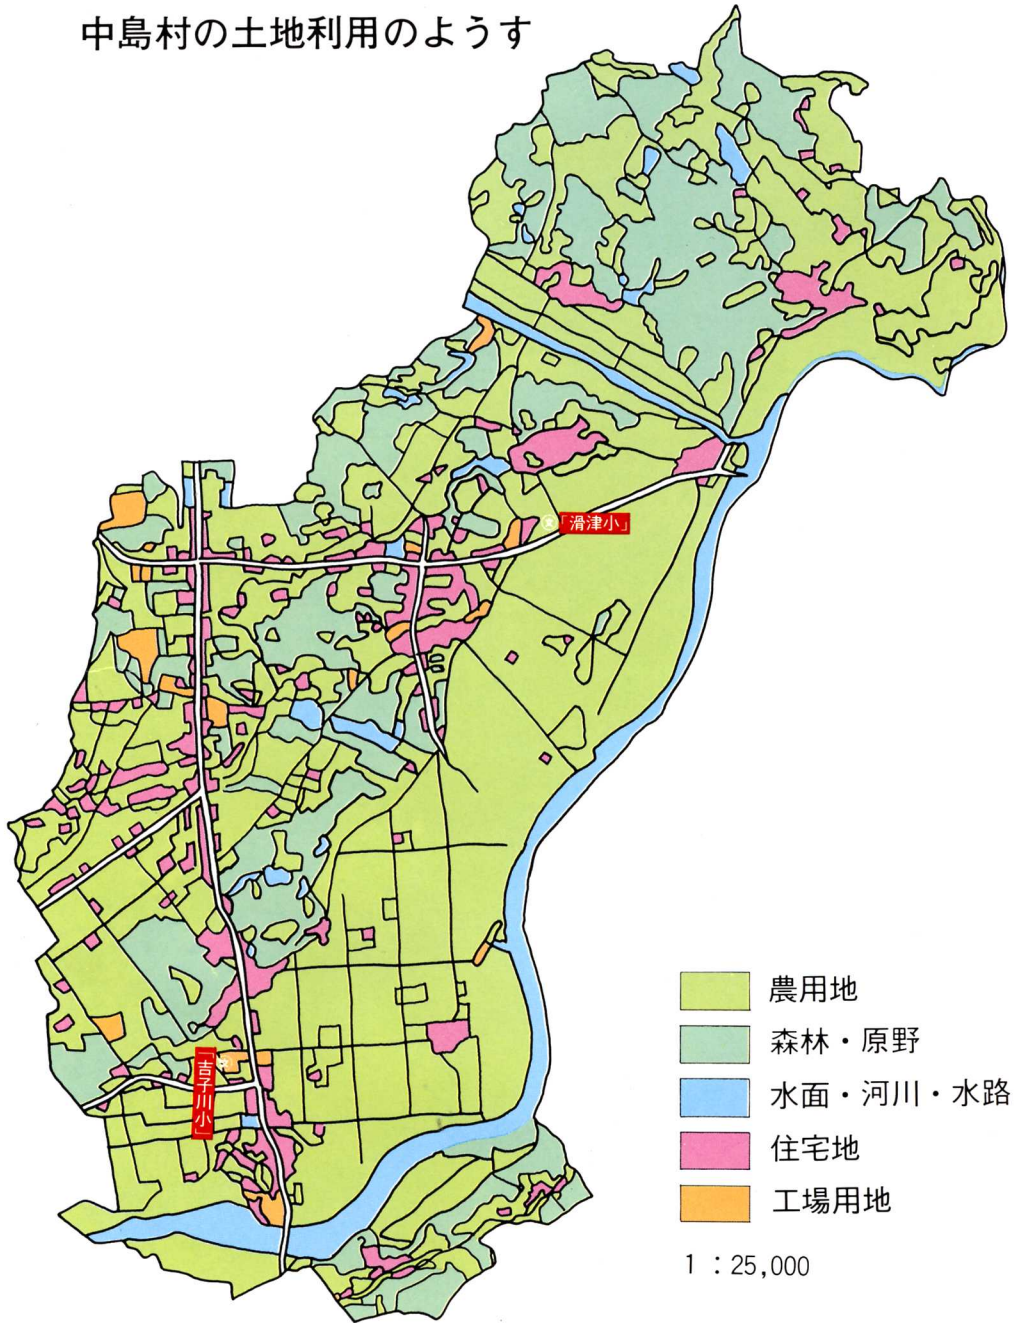 中島村の土地利用のようす
「滑津小」
「吉子川小」
農用地
森林・原野
水面・河川・水路
住宅地
工場用地
1：25,000